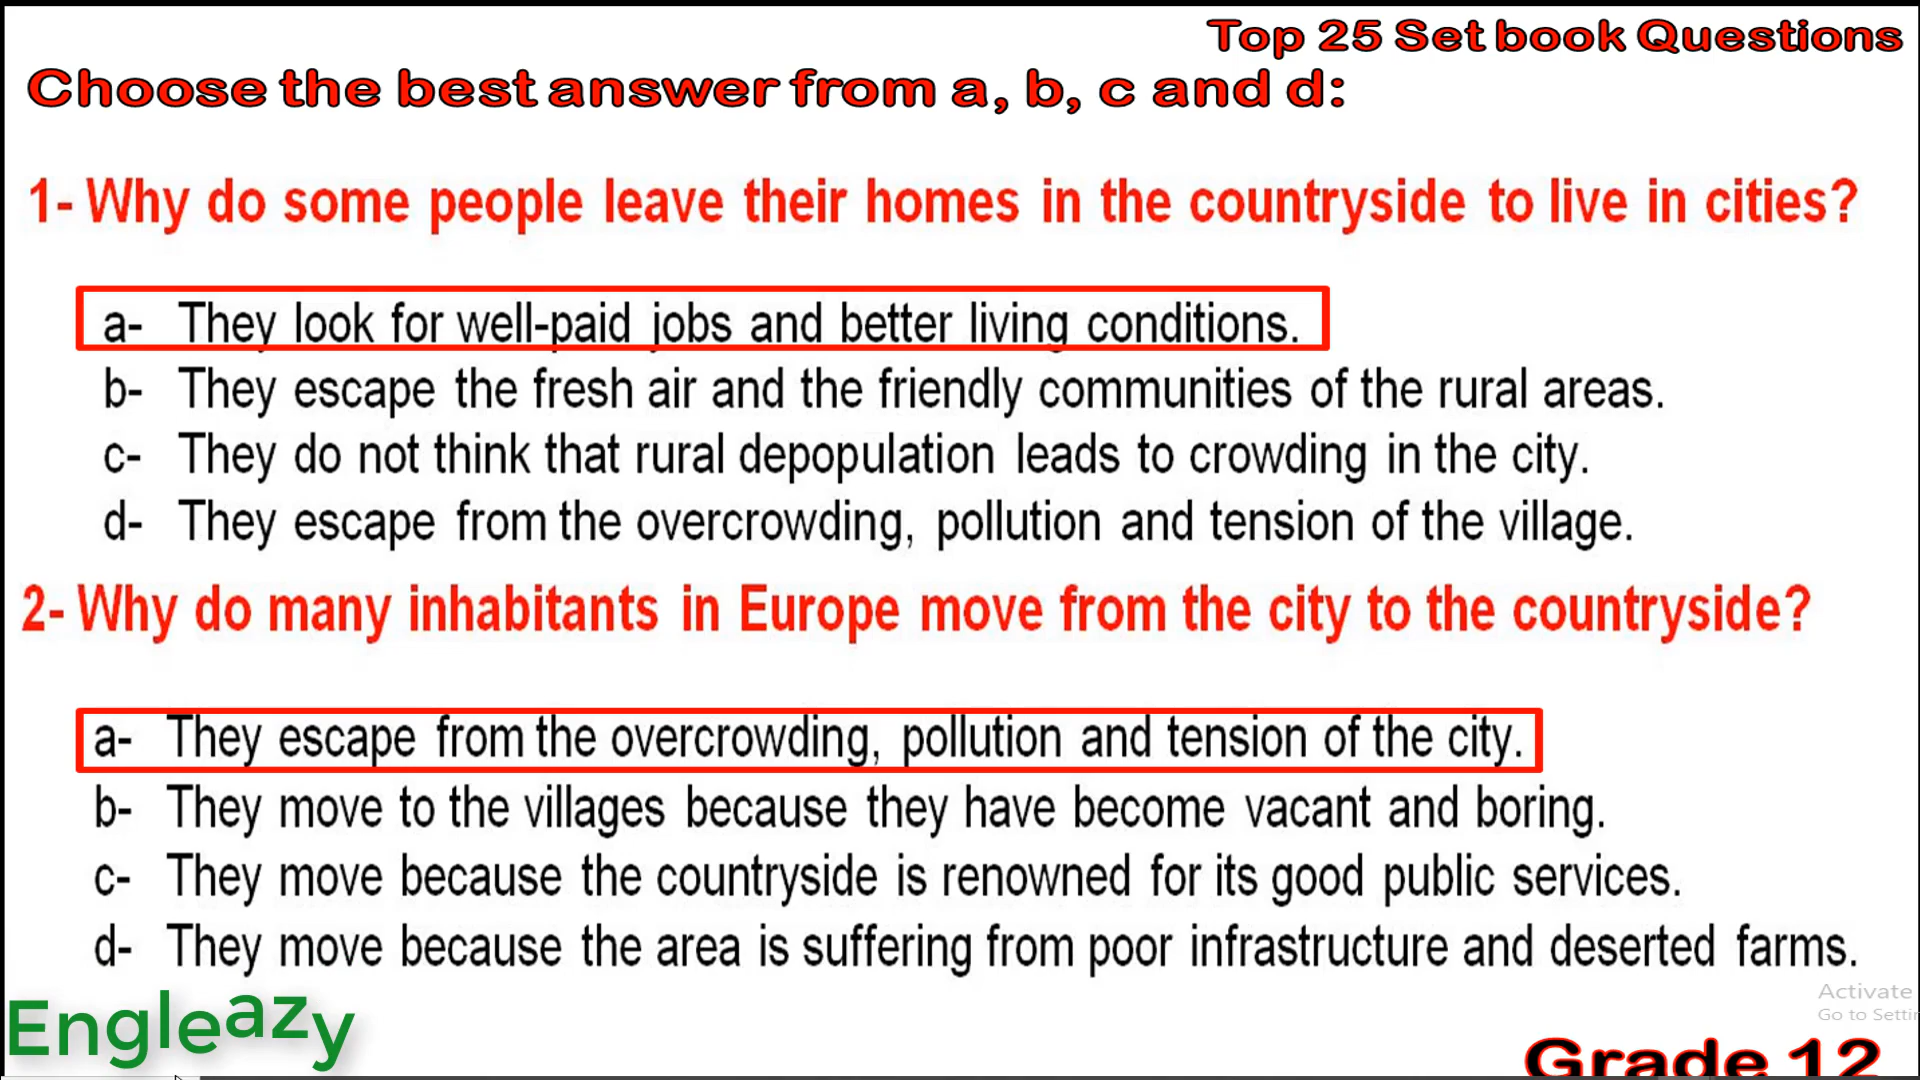 Top 25 Set book Questions
Choose the best answer from a, b, c and d:
1- Why do some people leave their homes in the countryside to live in cities?
a- They look for well-paid jobs and better living conditions.
b- They escape the fresh air and the friendly communities of the rural areas.
c- They do not think that rural depopulation leads to crowding in the city.
d- They escape from the overcrowding, pollution and tension of the village.
2- Why do many inhabitants in Europe move from the city to the countryside?
a- They escape from the overcrowding, pollution and tension of the city.
b- They move to the villages because they have become vacant and boring.
c- They move because the countryside is renowned for its good public services.
d- They move because the area is suffering from poor infrastructure and deserted farms.
Activate
Go to Settin
Engleazy
Grade 12